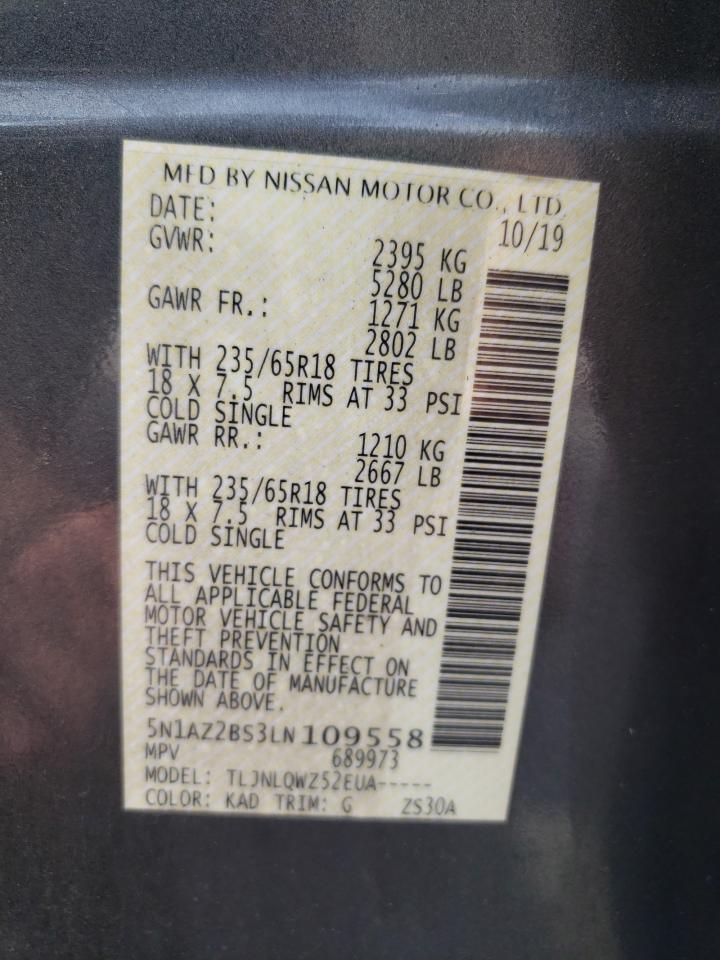 MFD BY NISSAN MOTOR CO., LTD.
DATE: 10/19
GVWR: 2395 KG
5280 LB
GAWR FR.: 1271 KG
2802 LB
WITH 235/65R18 TIRES
18 X 7.5 RIMS AT 33 PSI
COLD SINGLE
GAWR RR.: 1210 KG
2667 LB
WITH 235/65R18 TIRES
18 X 7.5 RIMS AT 33 PSI
COLD SINGLE
THIS VEHICLE CONFORMS TO
ALL APPLICABLE FEDERAL
MOTOR VEHICLE SAFETY AND
THEFT PREVENTION
STANDARDS IN EFFECT ON
THE DATE OF MANUFACTURE
SHOWN ABOVE.
5N1AZ2BS3LN109558
MPV 689973
MODEL: TLJNLQWZ52EUA-----
COLOR: KAD TRIM: G ZS30A